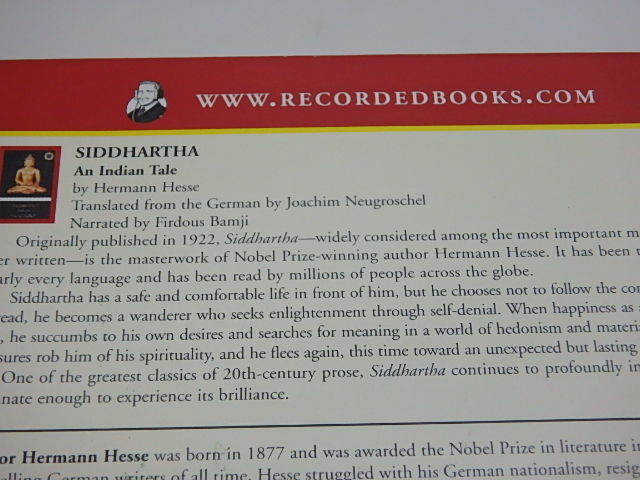 WWW.RECORDEDBOOKS.COM
SIDDHARTHA
An Indian Tale
by Hermann Hesse
Translated from the German by Joachim Neugroschel
Narrated by Firdous Bamji
Originally published in 1922, Siddhartha—widely considered among the most important
written—is the masterwork of Nobel Prize-winning author Hermann Hesse. It has been
every language and has been read by millions of people across the globe.
Siddhartha has a safe and comfortable life in front of him, but he chooses not to follow the
he becomes a wanderer who seeks enlightenment through self-denial. When happiness as
he succumbs to his own desires and searches for meaning in a world of hedonism and
rob him of his spirituality, and he flees again, this time toward an unexpected but lasting
One of the greatest classics of 20th-century prose, Siddhartha continues to profoundly
enough to experience its brilliance.
Hermann Hesse was born in 1877 and was awarded the Nobel Prize in literature
German writers of all time. Hesse struggled with his German nationalism,